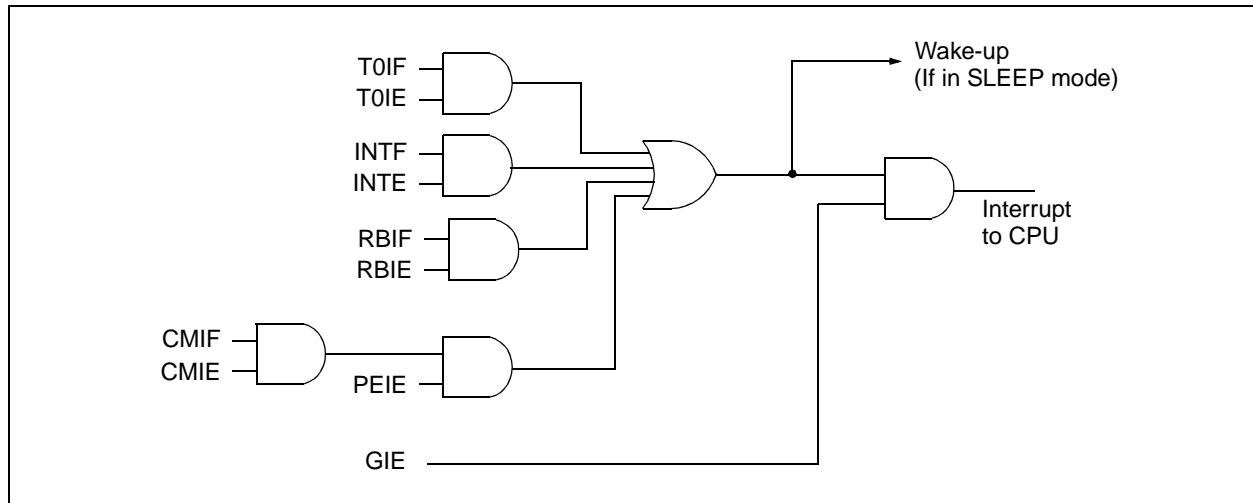 T0IF
T0IE
INTF
INTE
RBIF
RBIE
CMIF
CMIE
PEIE
GIE
Wake-up
(If in SLEEP mode)
Interrupt
to CPU